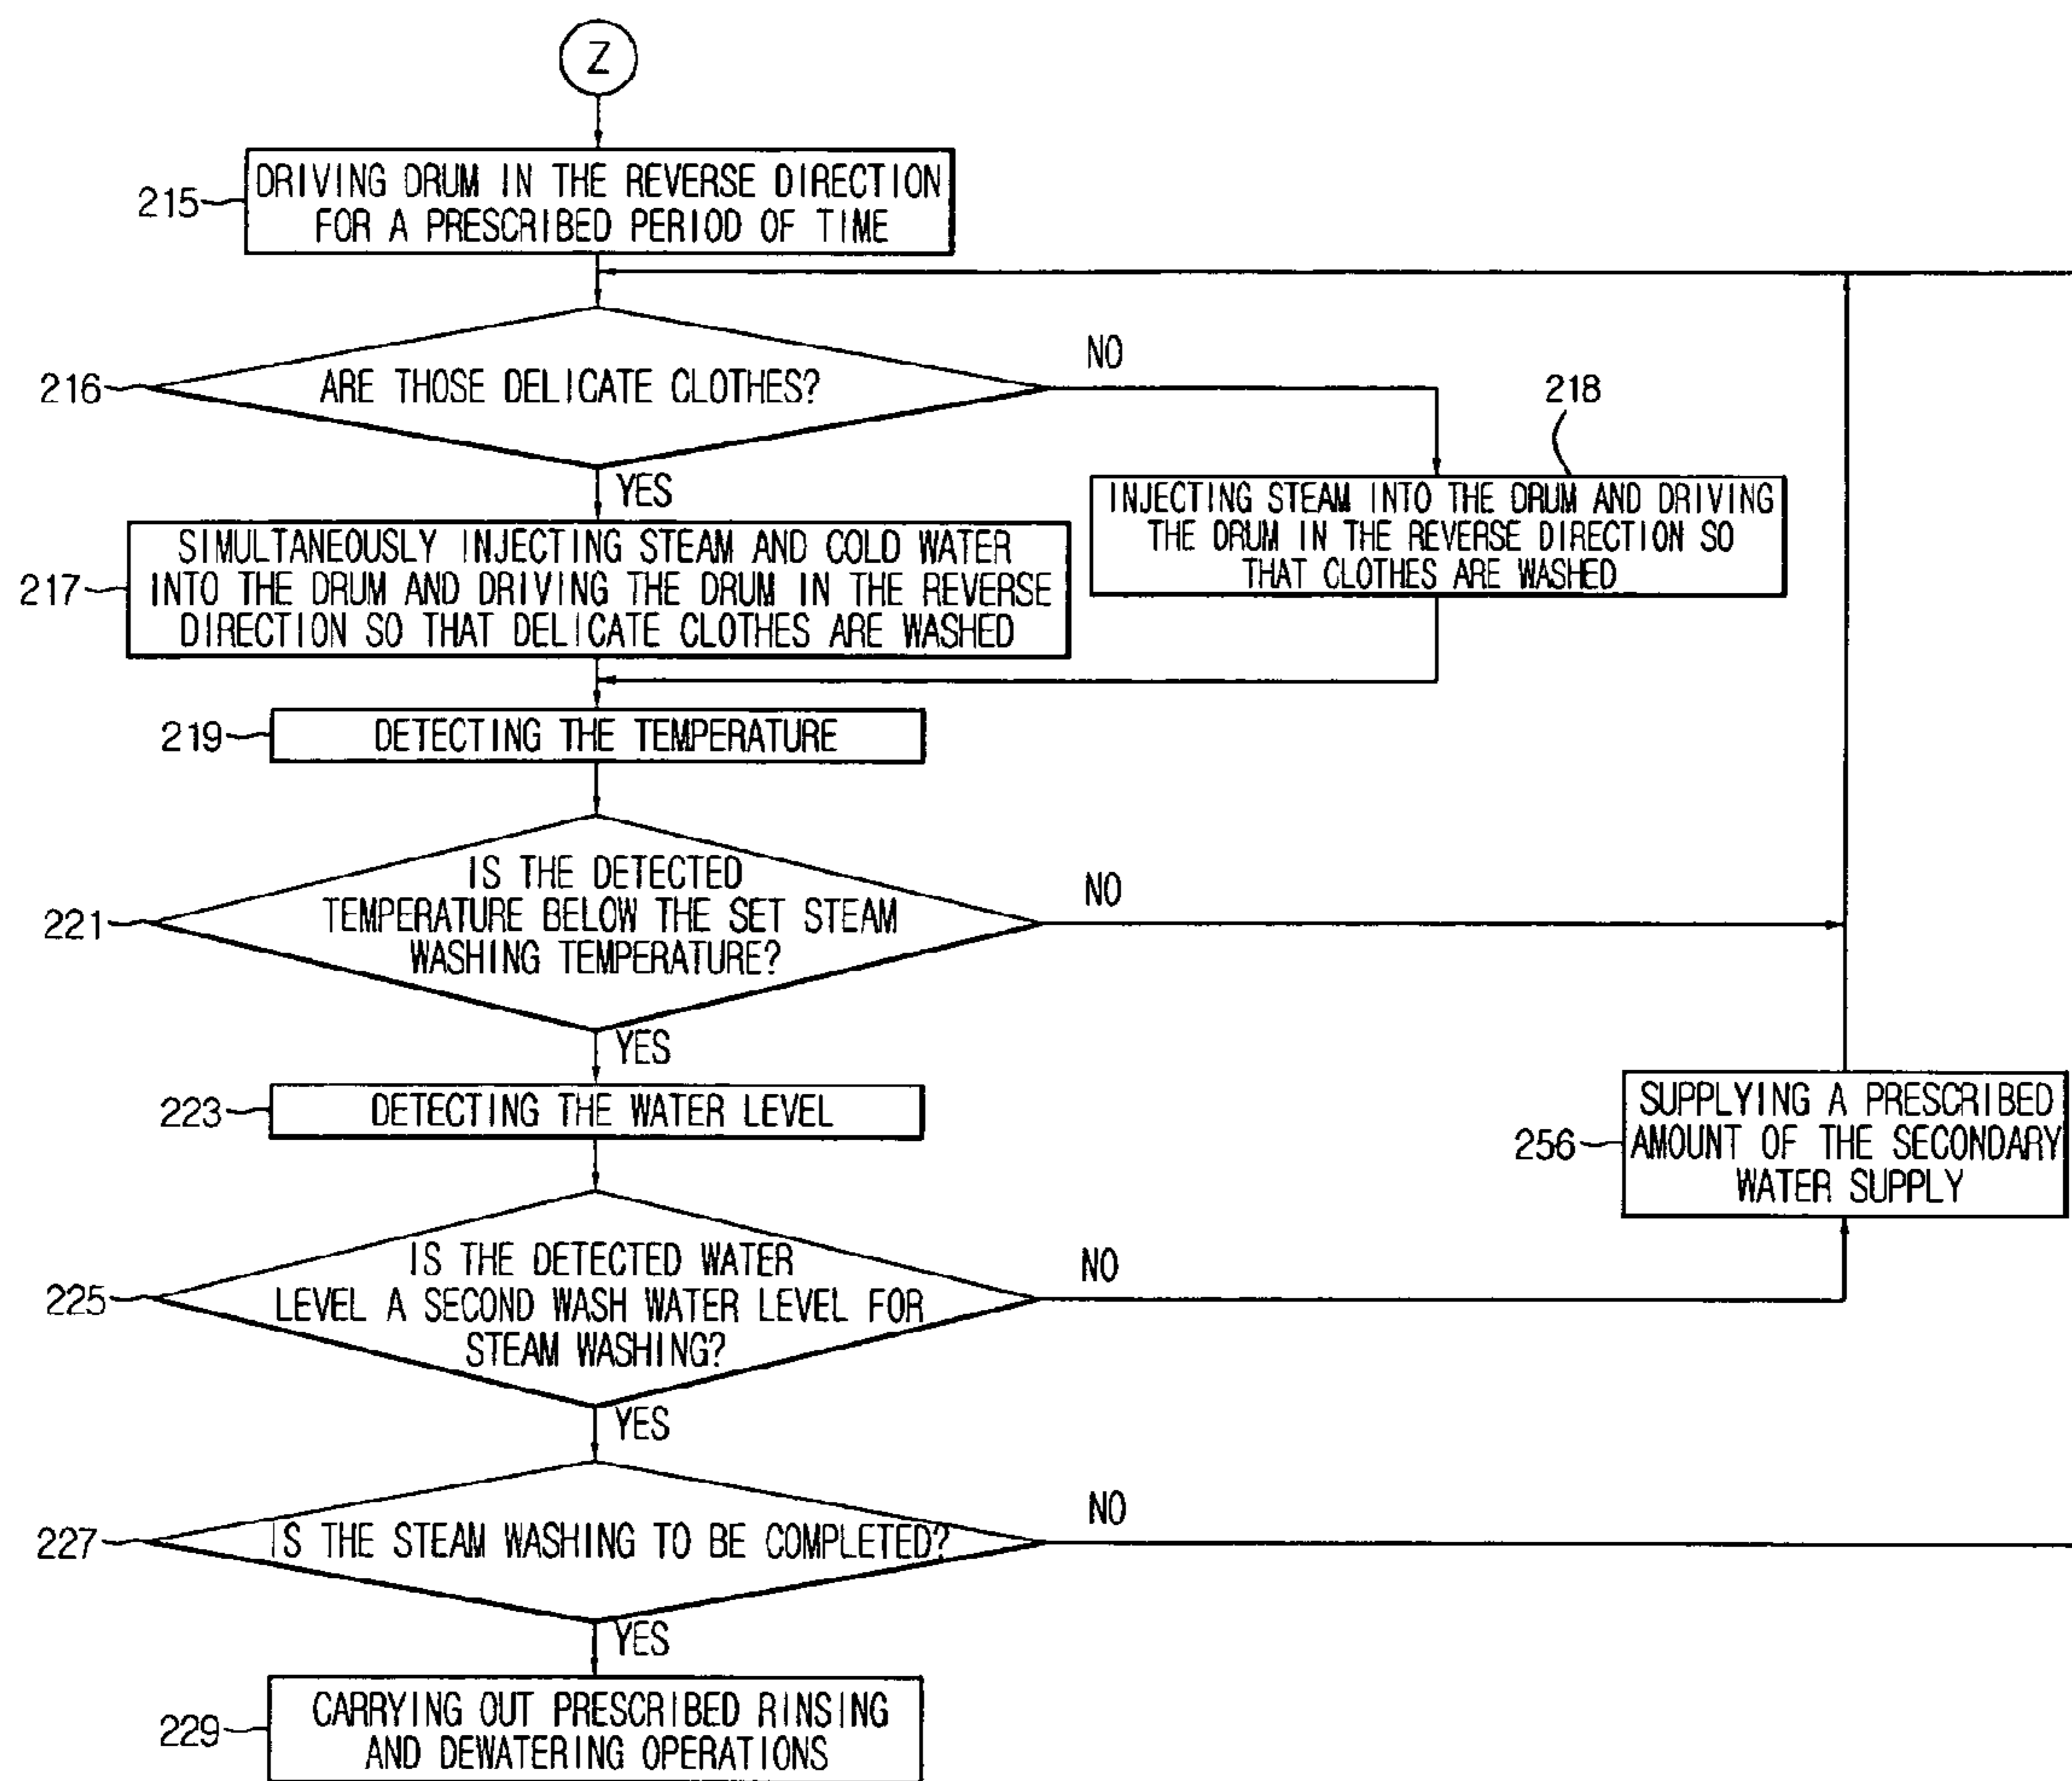 Z
215
DRIVING DRUM IN THE REVERSE DIRECTION
FOR A PRESCRIBED PERIOD OF TIME
216
ARE THOSE DELICATE CLOTHES?
NO
YES
218
INJECTING STEAM INTO THE DRUM AND DRIVING
THE DRUM IN THE REVERSE DIRECTION SO
THAT CLOTHES ARE WASHED
217
SIMULTANEOUSLY INJECTING STEAM AND COLD WATER
INTO THE DRUM AND DRIVING THE DRUM IN THE REVERSE
DIRECTION SO THAT DELICATE CLOTHES ARE WASHED
219
DETECTING THE TEMPERATURE
221
IS THE DETECTED
TEMPERATURE BELOW THE SET STEAM
WASHING TEMPERATURE?
NO
YES
223
DETECTING THE WATER LEVEL
256
SUPPLYING A PRESCRIBED
AMOUNT OF THE SECONDARY
WATER SUPPLY
225
IS THE DETECTED WATER
LEVEL A SECOND WASH WATER LEVEL FOR
STEAM WASHING?
NO
YES
227
IS THE STEAM WASHING TO BE COMPLETED?
NO
YES
229
CARRYING OUT PRESCRIBED RINSING
AND DEWATERING OPERATIONS